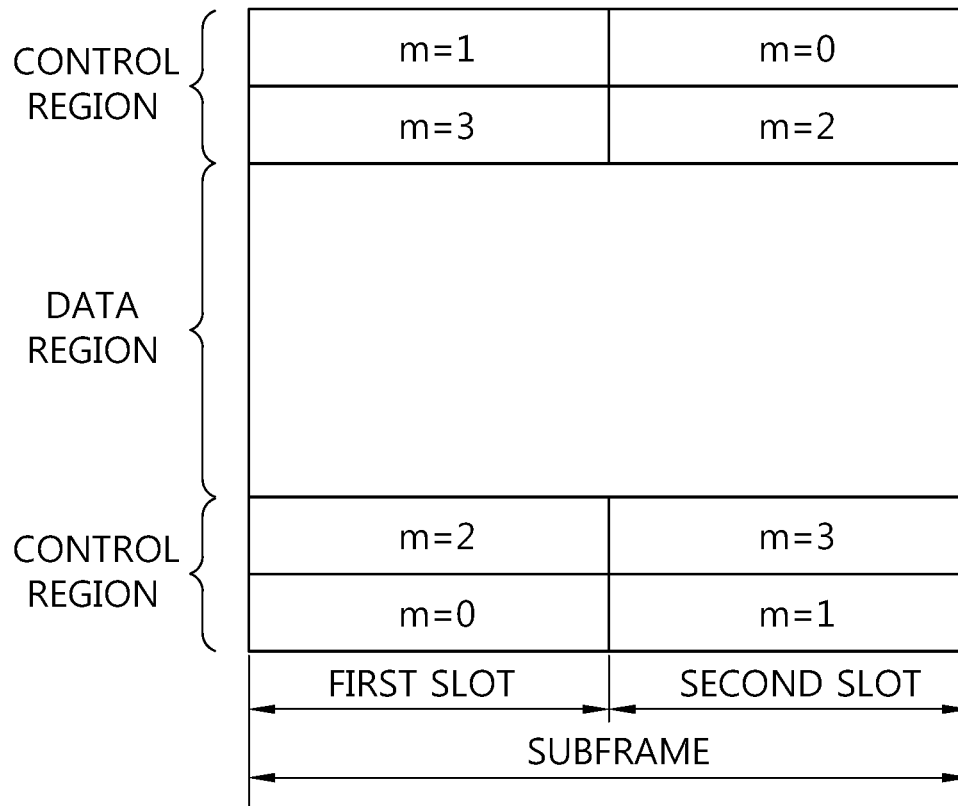 CONTROL
REGION
m=1
m=0
m=3
m=2
DATA
REGION
CONTROL
REGION
m=2
m=3
m=0
m=1
FIRST SLOT
SECOND SLOT
SUBFRAME